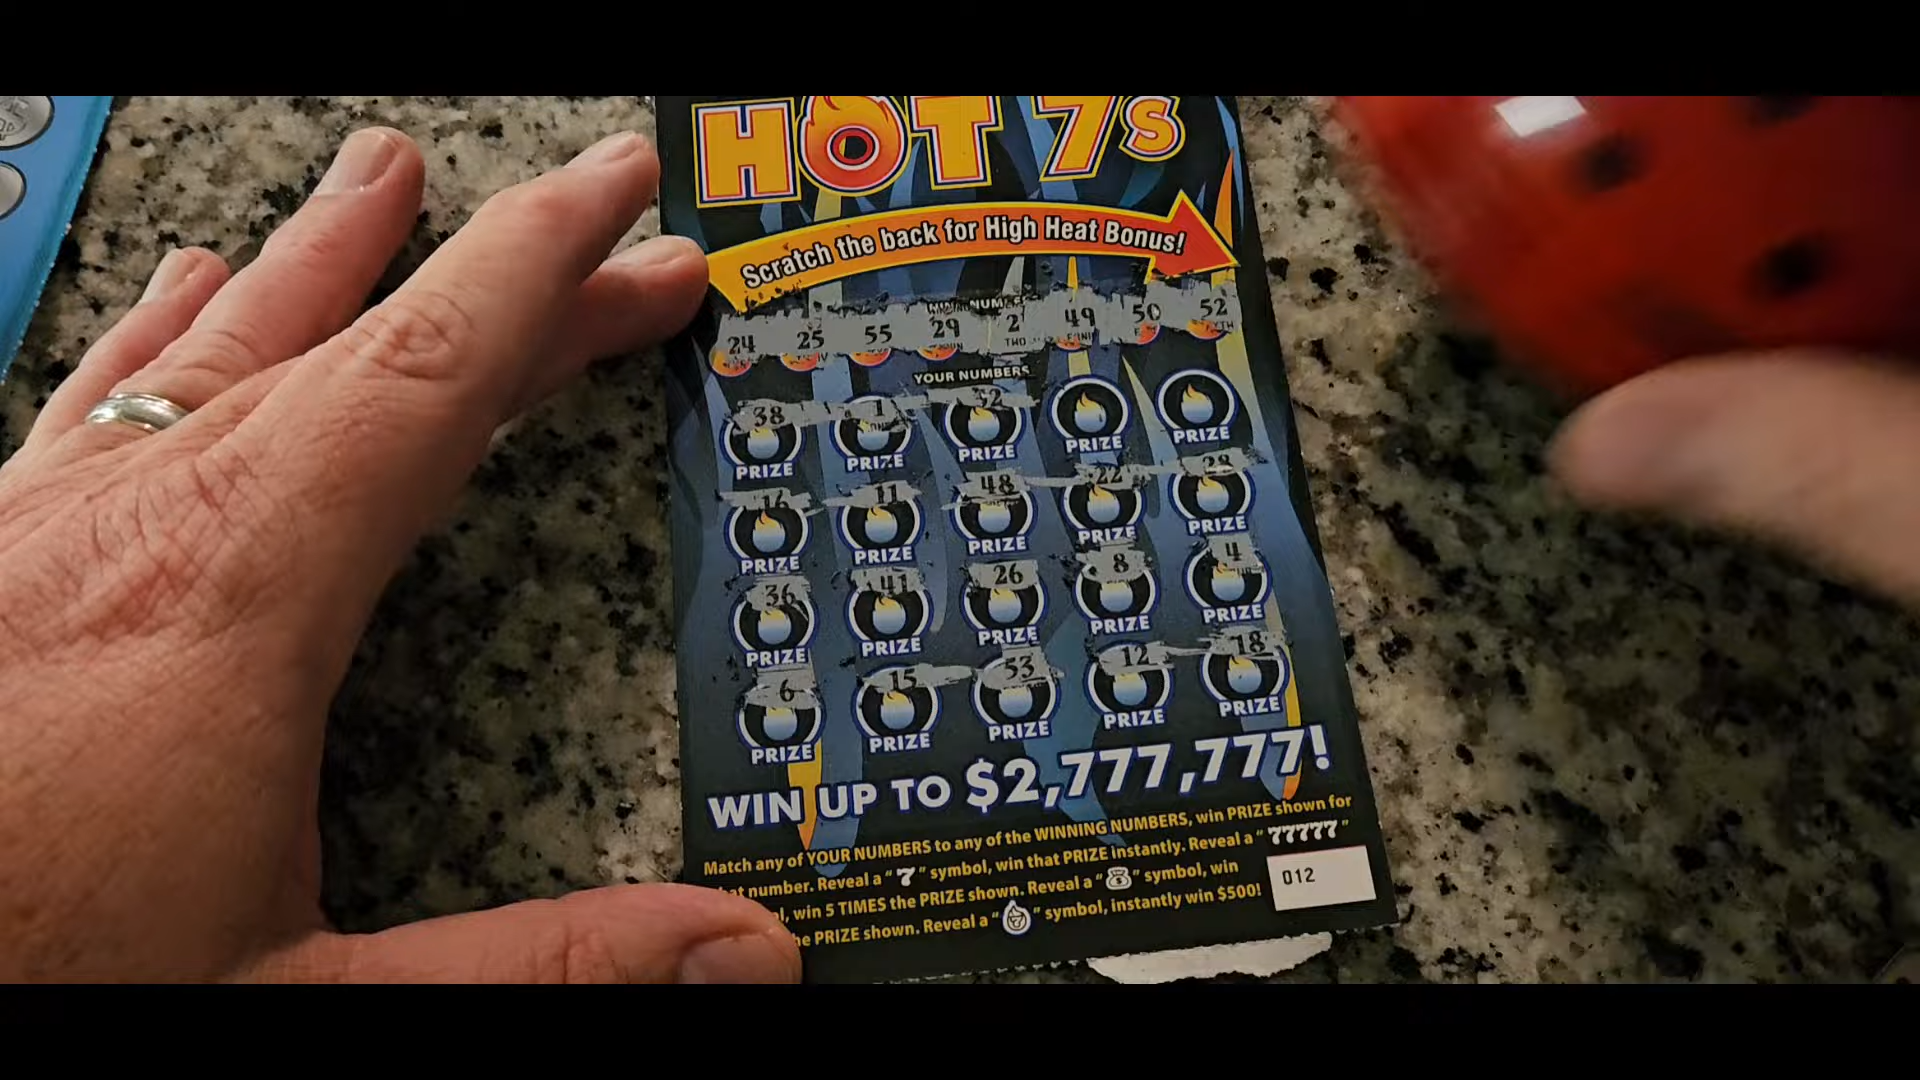 HOT 7s
Scratch the back for High Heat Bonus!
24 25 55 29 2 49 50 52
TWO
YOUR NUMBERS
38 1 52
PRIZE PRIZE PRIZE PRIZE PRIZE
16 11 48 22 28
PRIZE PRIZE PRIZE PRIZE PRIZE
36 41 26 8 4
PRIZE PRIZE PRIZE PRIZE PRIZE
6 15 53 12 18
PRIZE PRIZE PRIZE PRIZE PRIZE
WIN UP TO $2,777,777!
Match any of YOUR NUMBERS to any of the WINNING NUMBERS, win PRIZE shown for
number. Reveal a "7" symbol, win that PRIZE instantly. Reveal a "77777"
win 5 TIMES the PRIZE shown. Reveal a " " symbol, win
PRIZE shown. Reveal a " " symbol, instantly win $500!
012